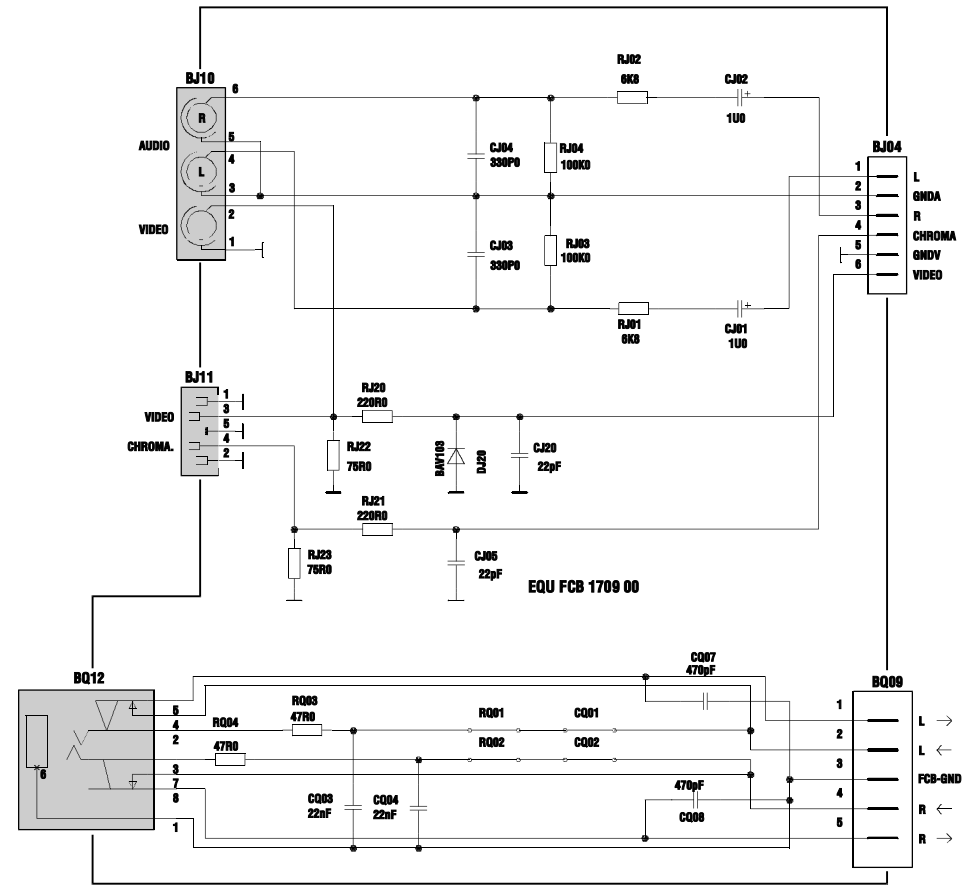 RJ02
6K8
CJ02
1U0
BJ10
6
R
5
AUDIO
4
L
3
2
VIDEO
1
CJ04
330P0
RJ04
100K0
CJ03
330P0
RJ03
100K0
BJ04
1
L
2
GNDA
3
R
4
CHROMA
5
GNDV
6
VIDEO
RJ01
6K8
CJ01
1U0
BJ11
1
VIDEO
3
5
CHROMA.
4
2
RJ20
220R0
RJ22
75R0
BAV103
DJ20
CJ20
22pF
RJ21
220R0
RJ23
75R0
CJ05
22pF
EQU FCB 1709 00
BQ12
CQ07
470pF
BQ09
5
4
2
3
7
8
1
6
RQ04
47R0
RQ03
47R0
RQ01
CQ01
RQ02
CQ02
CQ03
22nF
CQ04
22nF
470pF
CQ08
1
L →
2
L ←
3
FCB-GND
4
R ←
5
R →